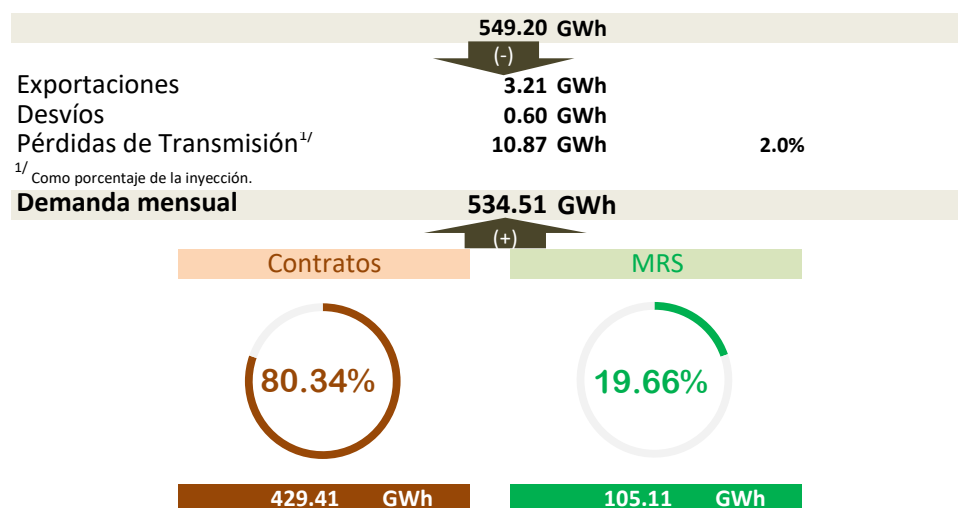 549.20 GWh
(-)
Exportaciones 3.21 GWh
Desvíos 0.60 GWh
Pérdidas de Transmisión1/ 10.87 GWh 2.0%
1/ Como porcentaje de la inyección.
Demanda mensual 534.51 GWh
(+)
Contratos MRS
80.34% 19.66%
429.41 GWh 105.11 GWh